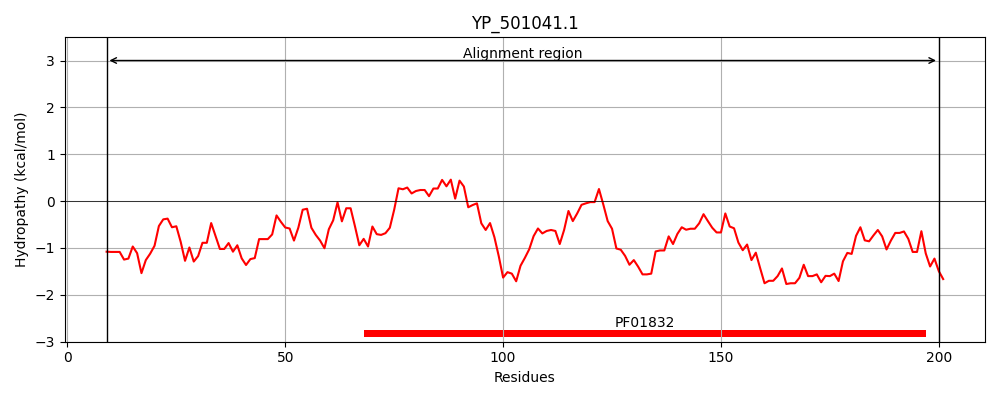 YP_501041.1
Alignment region
Hydropathy (kcal/mol)
3
2
1
0
−1
−2
−3
PF01832
0
50
100
150
200
Residues